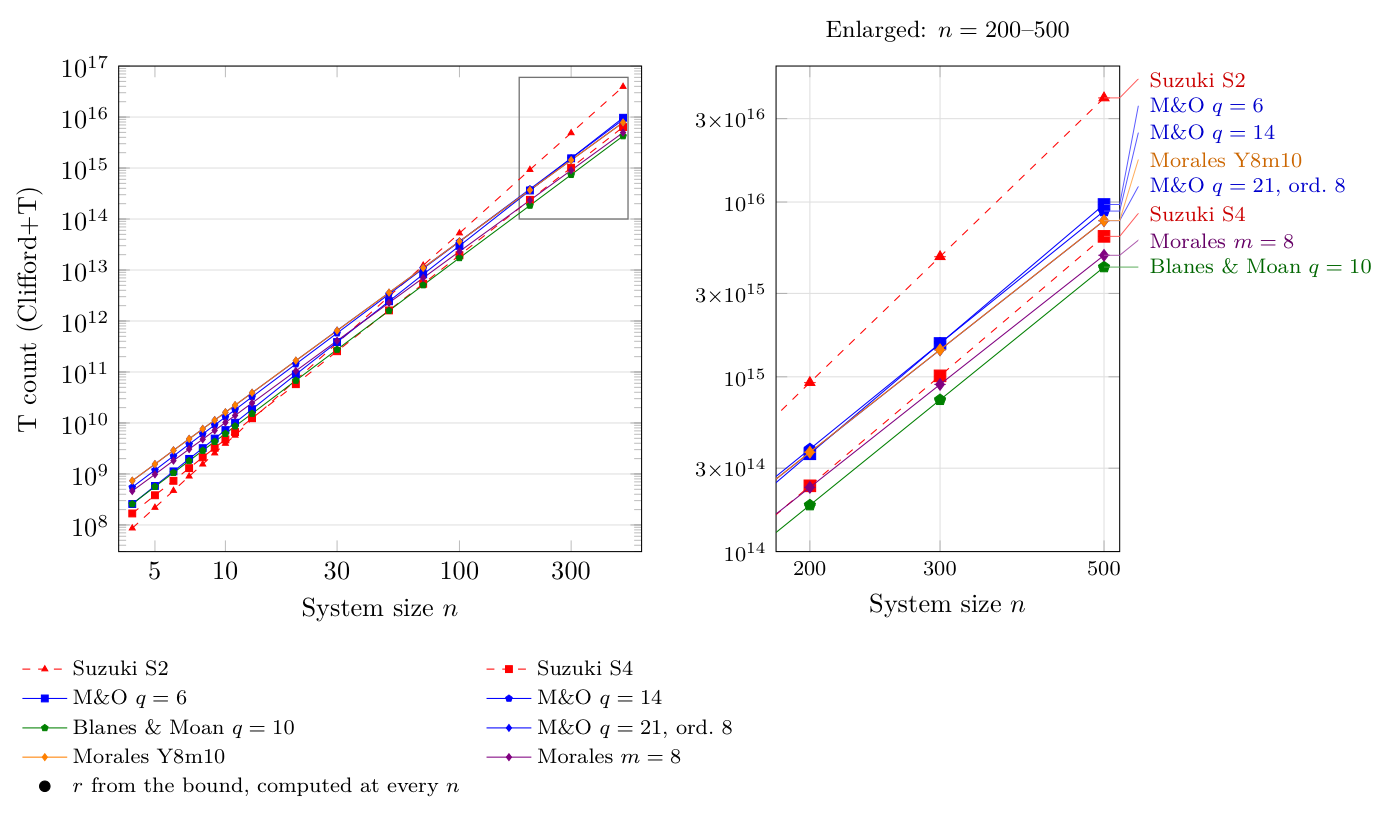 Enlarged: n = 200–500
10^17
10^16
10^15
10^14
10^13
10^12
10^11
10^10
10^9
10^8
T count (Clifford+T)
5 10 30 100 300
System size n
3×10^16
10^16
3×10^15
10^15
3×10^14
10^14
200 300 500
System size n
Suzuki S2
M&O q = 6
M&O q = 14
Morales Y8m10
M&O q = 21, ord. 8
Suzuki S4
Morales m = 8
Blanes & Moan q = 10
Suzuki S2 Suzuki S4
M&O q = 6 M&O q = 14
Blanes & Moan q = 10 M&O q = 21, ord. 8
Morales Y8m10 Morales m = 8
r from the bound, computed at every n